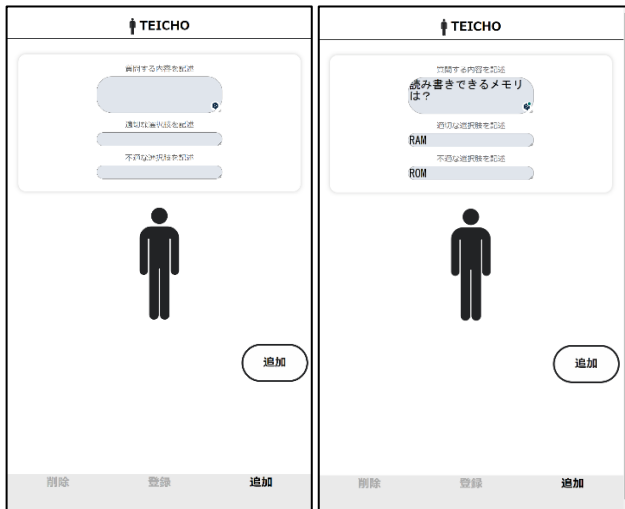 TEICHO
質問する内容を記述
適切な選択肢を記述
不適な選択肢を記述
追加
削除
登録
追加
TEICHO
質問する内容を記述
読み書きできるメモリ
は？
適切な選択肢を記述
RAM
不適な選択肢を記述
ROM
追加
削除
登録
追加